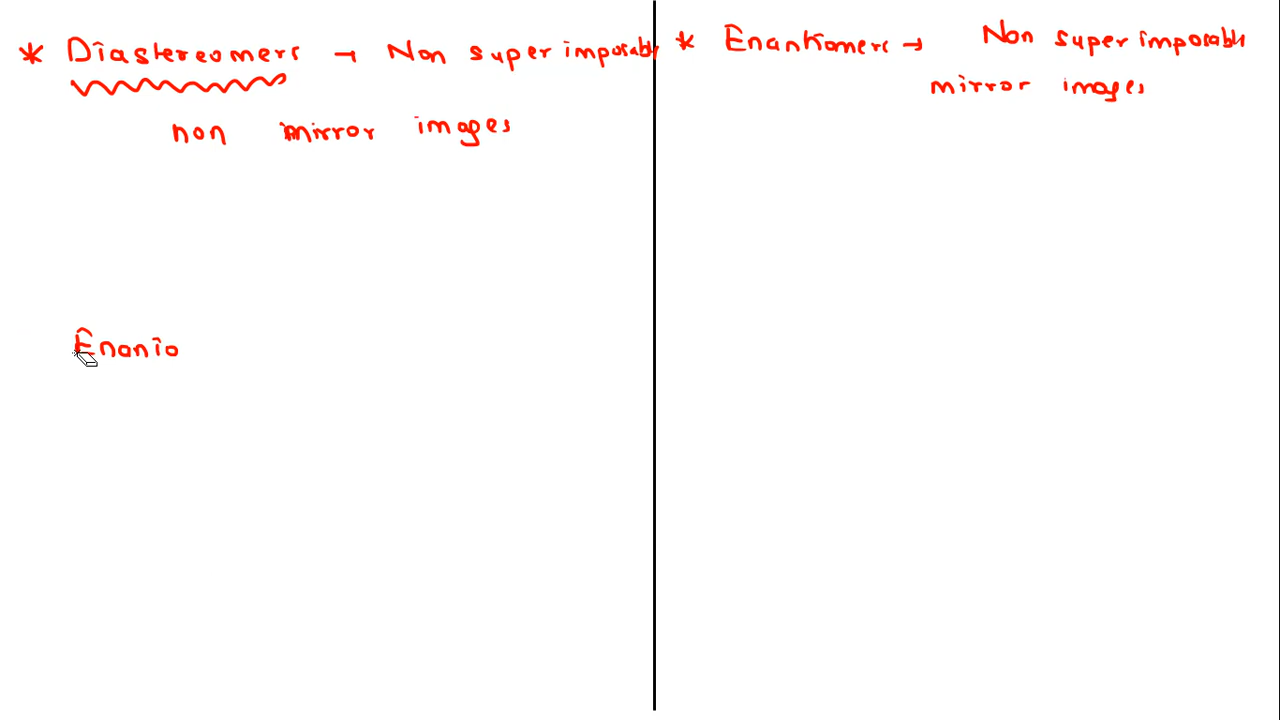 * Diastereomers → Non superimposable
non mirror images
Enanio
* Enantiomers → Non superimposable
mirror images